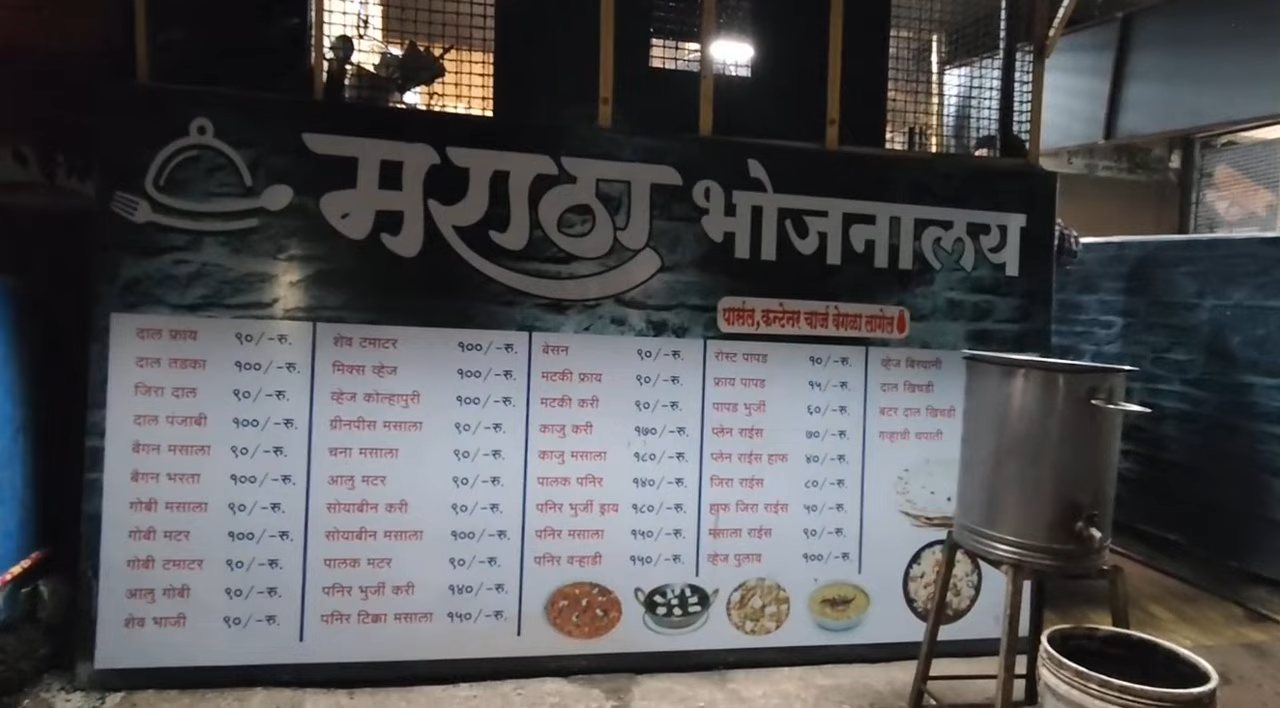 मराठा भोजनालय
पार्सल, कन्टेनर चार्ज वेगळा लागेल
दाल फ्राय ९०/-रु.
दाल तडका १००/-रु.
जिरा दाल ९०/-रु.
दाल पंजाबी १००/-रु.
बैगन मसाला ९०/-रु.
बैगन भरता १००/-रु.
गोबी मसाला ९०/-रु.
गोबी मटर १००/-रु.
गोबी टमाटर ९०/-रु.
आलु गोबी ९०/-रु.
शेव भाजी ९०/-रु.
शेव टमाटर १००/-रु.
मिक्स व्हेज १००/-रु.
व्हेज कोल्हापुरी १००/-रु.
ग्रीनपीस मसाला ९०/-रु.
चना मसाला ९०/-रु.
आलु मटर ९०/-रु.
सोयाबीन करी ९०/-रु.
सोयाबीन मसाला १००/-रु.
पालक मटर ९०/-रु.
पनिर भुर्जी करी १४०/-रु.
पनिर टिक्का मसाला १५०/-रु.
बेसन ९०/-रु.
मटकी फ्राय ९०/-रु.
मटकी करी ९०/-रु.
काजु करी १७०/-रु.
काजु मसाला १८०/-रु.
पालक पनिर १४०/-रु.
पनिर भुर्जी ड्राय १८०/-रु.
पनिर मसाला १५०/-रु.
पनिर वऱ्हाडी १५०/-रु.
रोस्ट पापड १०/-रु.
फ्राय पापड १५/-रु.
पापड भुर्जी ६०/-रु.
प्लेन राईस ७०/-रु.
प्लेन राईस हाफ ४०/-रु.
जिरा राईस ८०/-रु.
हाफ जिरा राईस ५०/-रु.
मसाला राईस ९०/-रु.
व्हेज पुलाव १००/-रु.
व्हेज बिरयानी
दाल खिचडी
बटर दाल खिचडी
गव्हाची चपाती